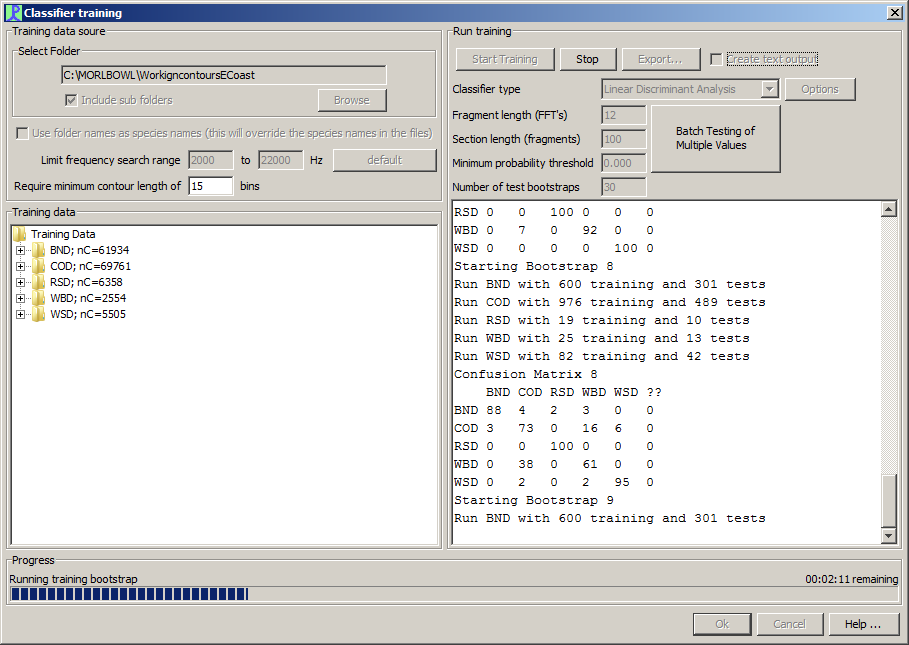 Classifier training
Training data soure
Select Folder
C:\MORLBOWL\WorkigncontoursECoast
Include sub folders
Browse
Use folder names as species names (this will override the species names in the files)
Limit frequency search range 2000 to 22000 Hz default
Require minimum contour length of 15 bins
Training data
Training Data
BND; nC=61934
COD; nC=69761
RSD; nC=6358
WBD; nC=2554
WSD; nC=5505
Run training
Start Training Stop Export... Create text output
Classifier type Linear Discriminant Analysis Options
Fragment length (FFT's) 12
Section length (fragments) 100
Minimum probability threshold 0.000
Number of test bootstraps 30
Batch Testing of
Multiple Values
RSD 0 0 100 0 0 0
WBD 0 7 0 92 0 0
WSD 0 0 0 0 100 0
Starting Bootstrap 8
Run BND with 600 training and 301 tests
Run COD with 976 training and 489 tests
Run RSD with 19 training and 10 tests
Run WBD with 25 training and 13 tests
Run WSD with 82 training and 42 tests
Confusion Matrix 8
BND COD RSD WBD WSD ??
BND 88 4 2 3 0 0
COD 3 73 0 16 6 0
RSD 0 0 100 0 0 0
WBD 0 38 0 61 0 0
WSD 0 2 0 2 95 0
Starting Bootstrap 9
Run BND with 600 training and 301 tests
Progress
Running training bootstrap 00:02:11 remaining
Ok Cancel Help ...